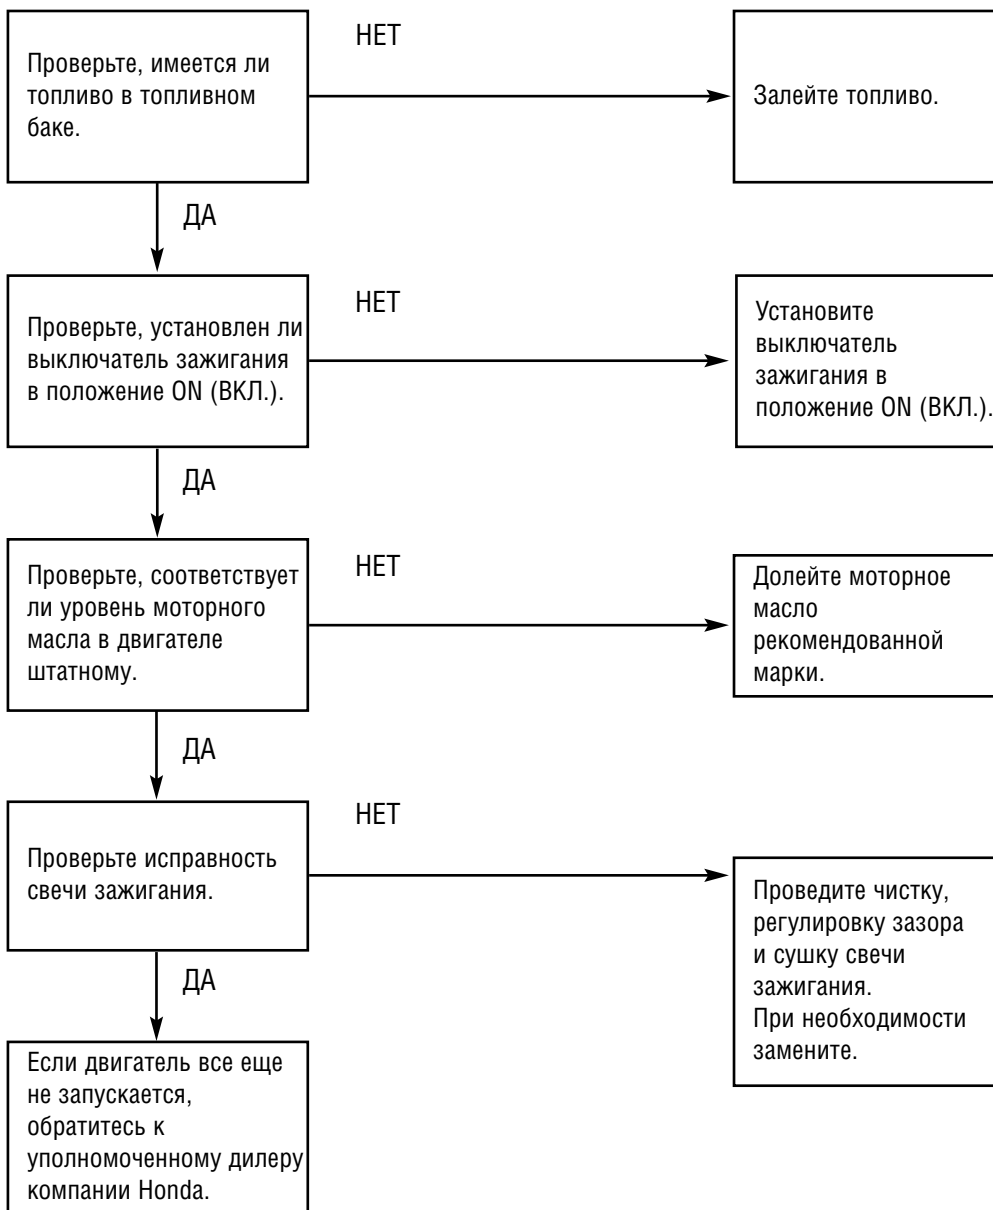 НЕТ
Проверьте, имеется ли
топливо в топливном
баке.
Залейте топливо.
ДА
НЕТ
Проверьте, установлен ли
выключатель зажигания
в положение ON (ВКЛ.).
Установите
выключатель
зажигания в
положение ON (ВКЛ.).
ДА
НЕТ
Проверьте, соответствует
ли уровень моторного
масла в двигателе
штатному.
Долейте моторное
масло
рекомендованной
марки.
ДА
НЕТ
Проверьте исправность
свечи зажигания.
Проведите чистку,
регулировку зазора
и сушку свечи
зажигания.
При необходимости
замените.
ДА
Если двигатель все еще
не запускается,
обратитесь к
уполномоченному дилеру
компании Honda.